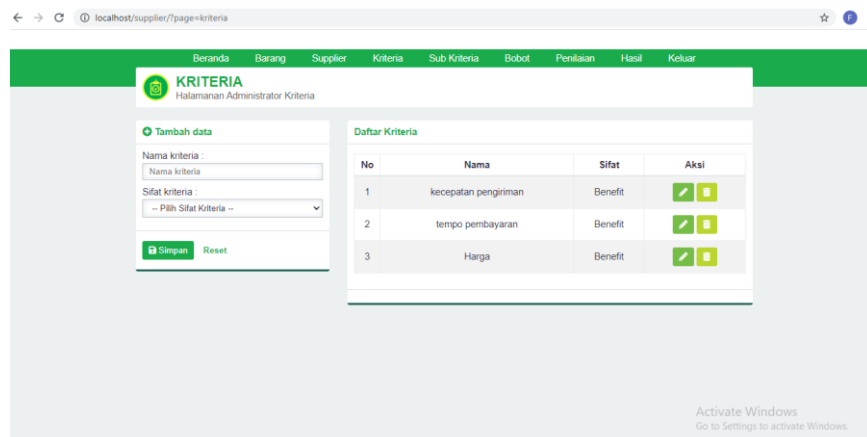 localhost/supplier/?page=kriteria
F
Beranda Barang Supplier Kriteria Sub Kriteria Bobot Penilaian Hasil Keluar
KRITERIA
Halamanan Administrator Kriteria
Tambah data
Nama kriteria :
Nama kriteria
Sifat kriteria :
-- Pilih Sifat Kriteria --
Simpan Reset
Daftar Kriteria
No Nama Sifat Aksi
1 kecepatan pengiriman Benefit
2 tempo pembayaran Benefit
3 Harga Benefit
Activate Windows
Go to Settings to activate Windows.